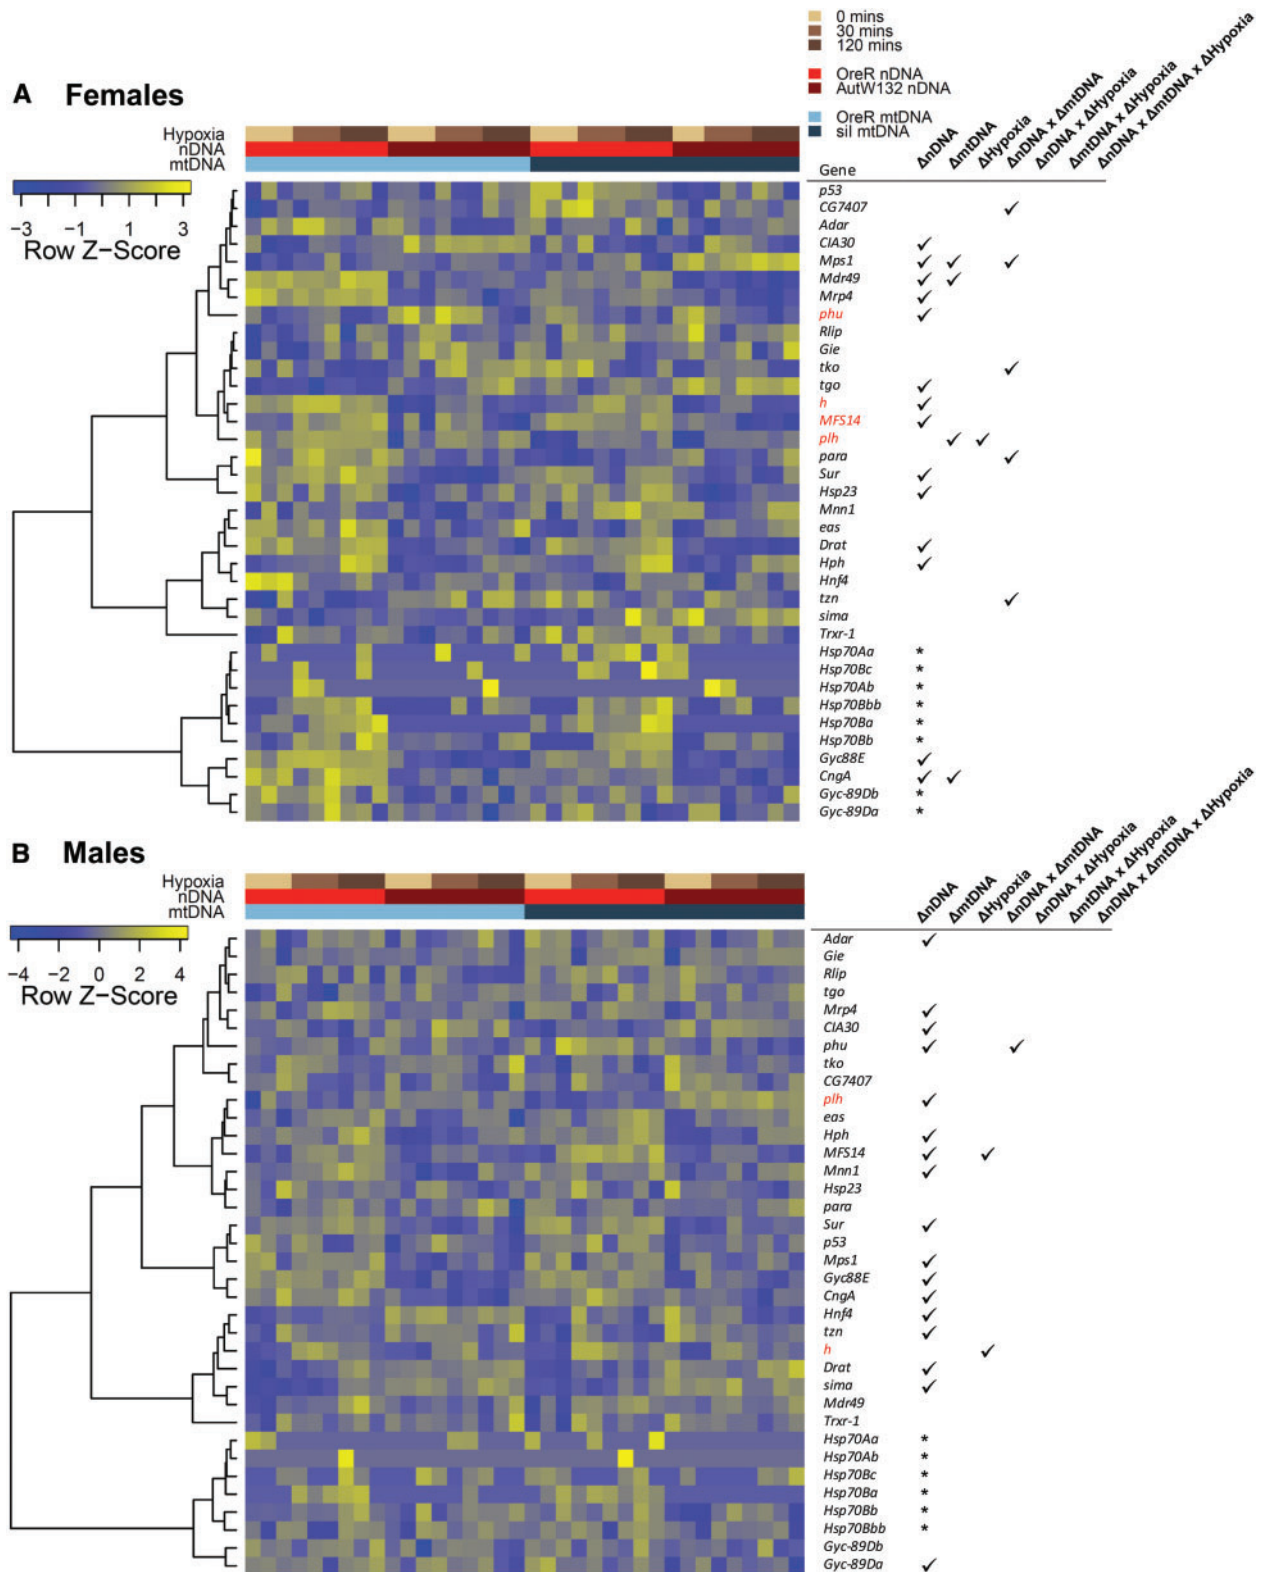 0 mins
30 mins
120 mins
OreR nDNA
AutW132 nDNA
OreR mtDNA
sil mtDNA
A Females
Hypoxia
nDNA
mtDNA
-3 -1 1 3
Row Z-Score
Gene
ΔnDNA
ΔmtDNA
ΔHypoxia
ΔnDNA x ΔmtDNA
ΔnDNA x ΔHypoxia
ΔmtDNA x ΔHypoxia
ΔnDNA x ΔmtDNA x ΔHypoxia
p53
CG7407 ✓
Adar
CIA30 ✓
Mps1 ✓ ✓ ✓
Mdr49 ✓ ✓
Mrp4 ✓
phu ✓
Rlip
Gie
tko ✓
tgo ✓
h ✓
MFS14 ✓
plh ✓ ✓
para ✓
Sur ✓
Hsp23 ✓
Mnn1
eas
Drat ✓
Hph ✓
Hnf4
tzn ✓
sima
Trxr-1
Hsp70Aa *
Hsp70Bc *
Hsp70Ab *
Hsp70Bbb *
Hsp70Ba *
Hsp70Bb *
Gyc88E ✓
CngA ✓ ✓
Gyc-89Db *
Gyc-89Da *
B Males
Hypoxia
nDNA
mtDNA
-4 -2 0 2 4
Row Z-Score
ΔnDNA
ΔmtDNA
ΔHypoxia
ΔnDNA x ΔmtDNA
ΔnDNA x ΔHypoxia
ΔmtDNA x ΔHypoxia
ΔnDNA x ΔmtDNA x ΔHypoxia
Adar ✓
Gie
Rlip
tgo
Mrp4 ✓
CIA30 ✓
phu ✓ ✓
tko
CG7407
plh ✓
eas
Hph ✓
MFS14 ✓ ✓
Mnn1 ✓
Hsp23
para
Sur ✓
p53
Mps1 ✓
Gyc88E ✓
CngA ✓
Hnf4 ✓
tzn ✓
h ✓
Drat ✓
sima ✓
Mdr49
Trxr-1
Hsp70Aa *
Hsp70Ab *
Hsp70Bc *
Hsp70Ba *
Hsp70Bb *
Hsp70Bbb *
Gyc-89Db
Gyc-89Da ✓